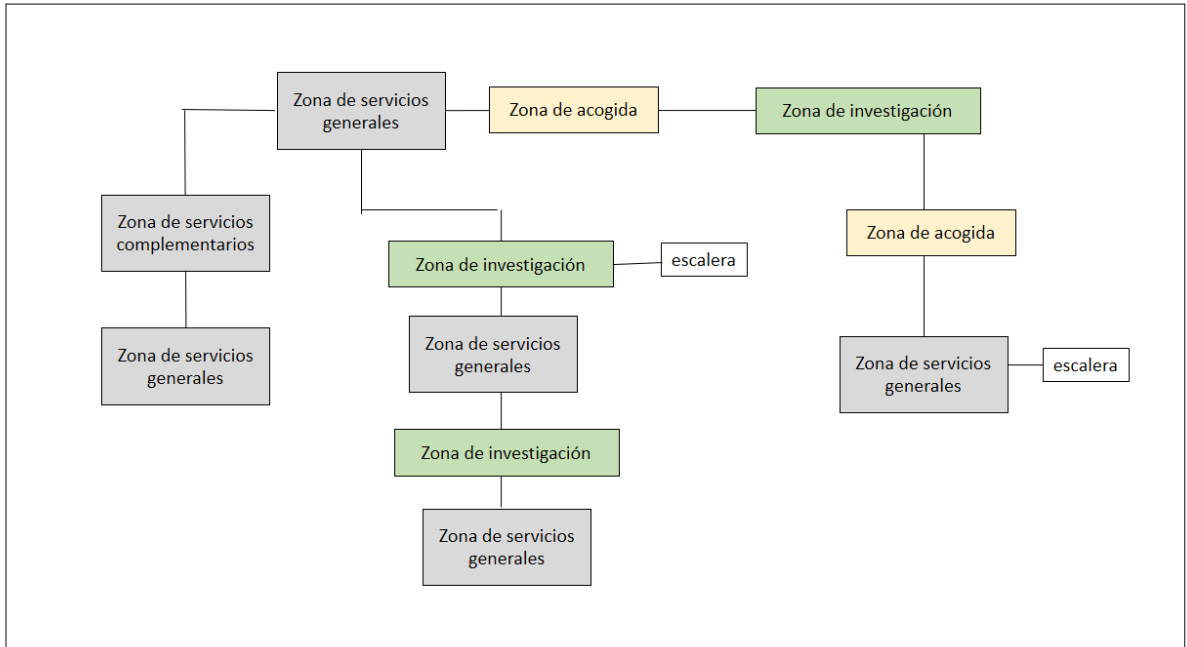 Zona de servicios
generales
Zona de acogida
Zona de investigación
Zona de servicios
complementarios
Zona de acogida
Zona de investigación
escalera
Zona de servicios
generales
Zona de servicios
generales
Zona de servicios
generales
escalera
Zona de investigación
Zona de servicios
generales